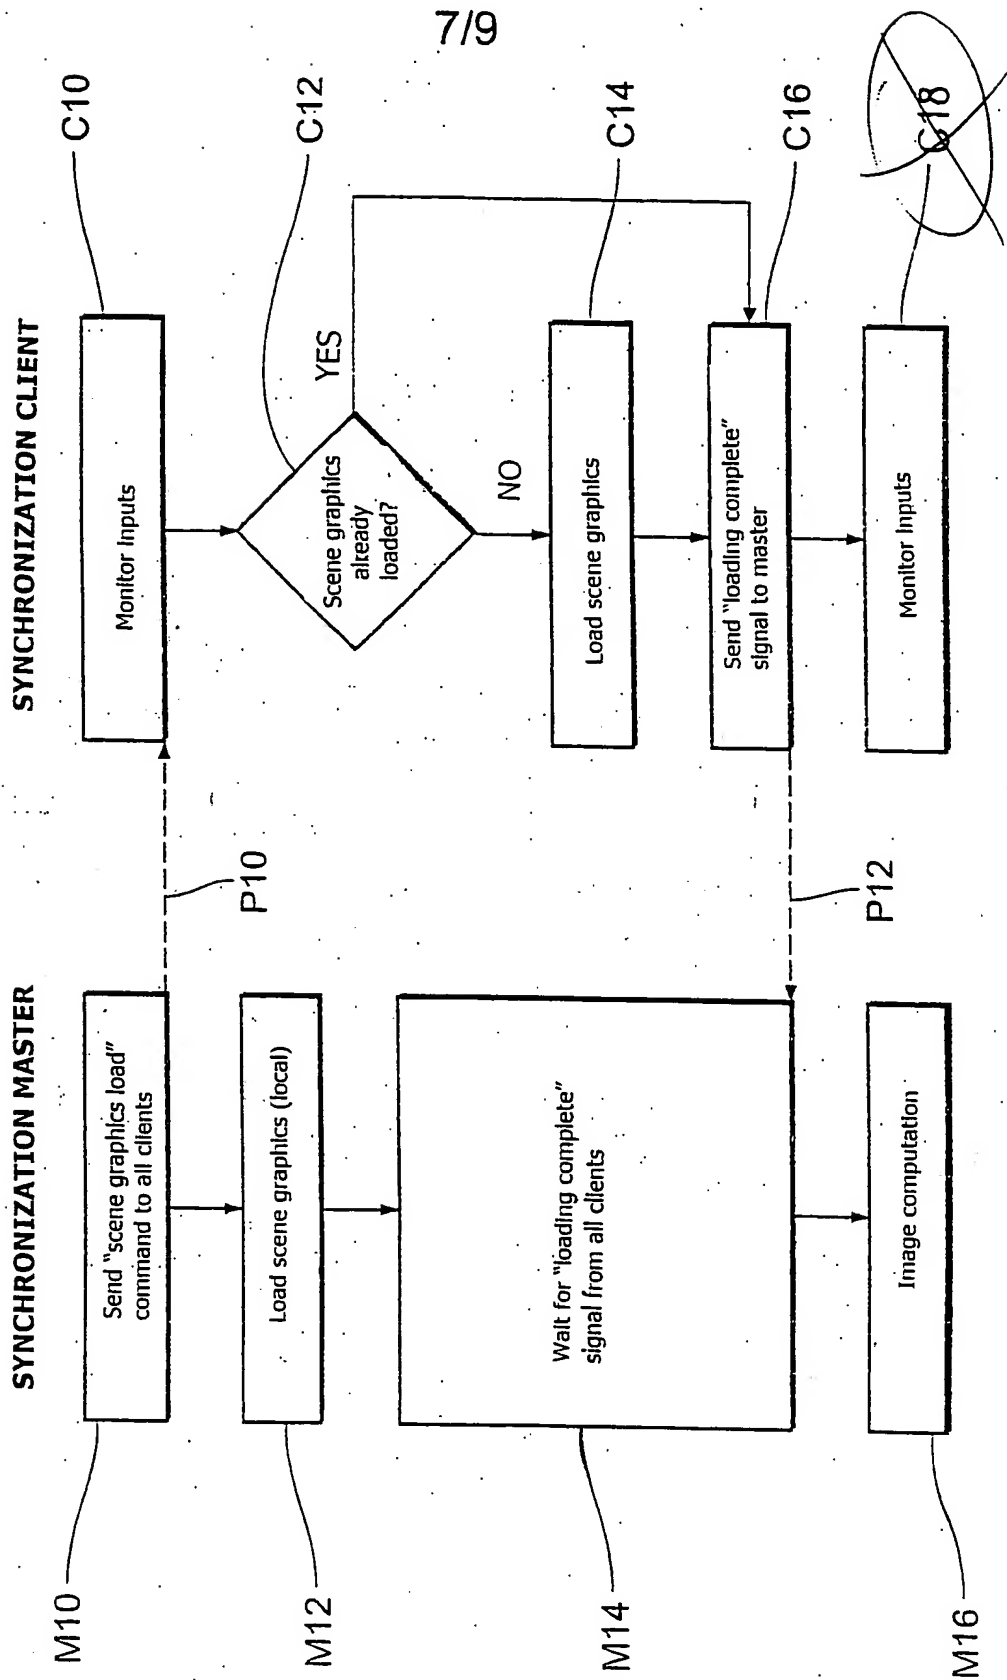 7/9
SYNCHRONIZATION MASTER
M10
Send "scene graphics load"
command to all clients
M12
Load scene graphics (local)
M14
Wait for "loading complete"
signal from all clients
M16
Image computation
P10
P12
SYNCHRONIZATION CLIENT
C10
Monitor Inputs
C12
Scene graphics
already
loaded?
YES
NO
C14
Load scene graphics
C16
Send "loading complete"
signal to master
C18
Monitor Inputs